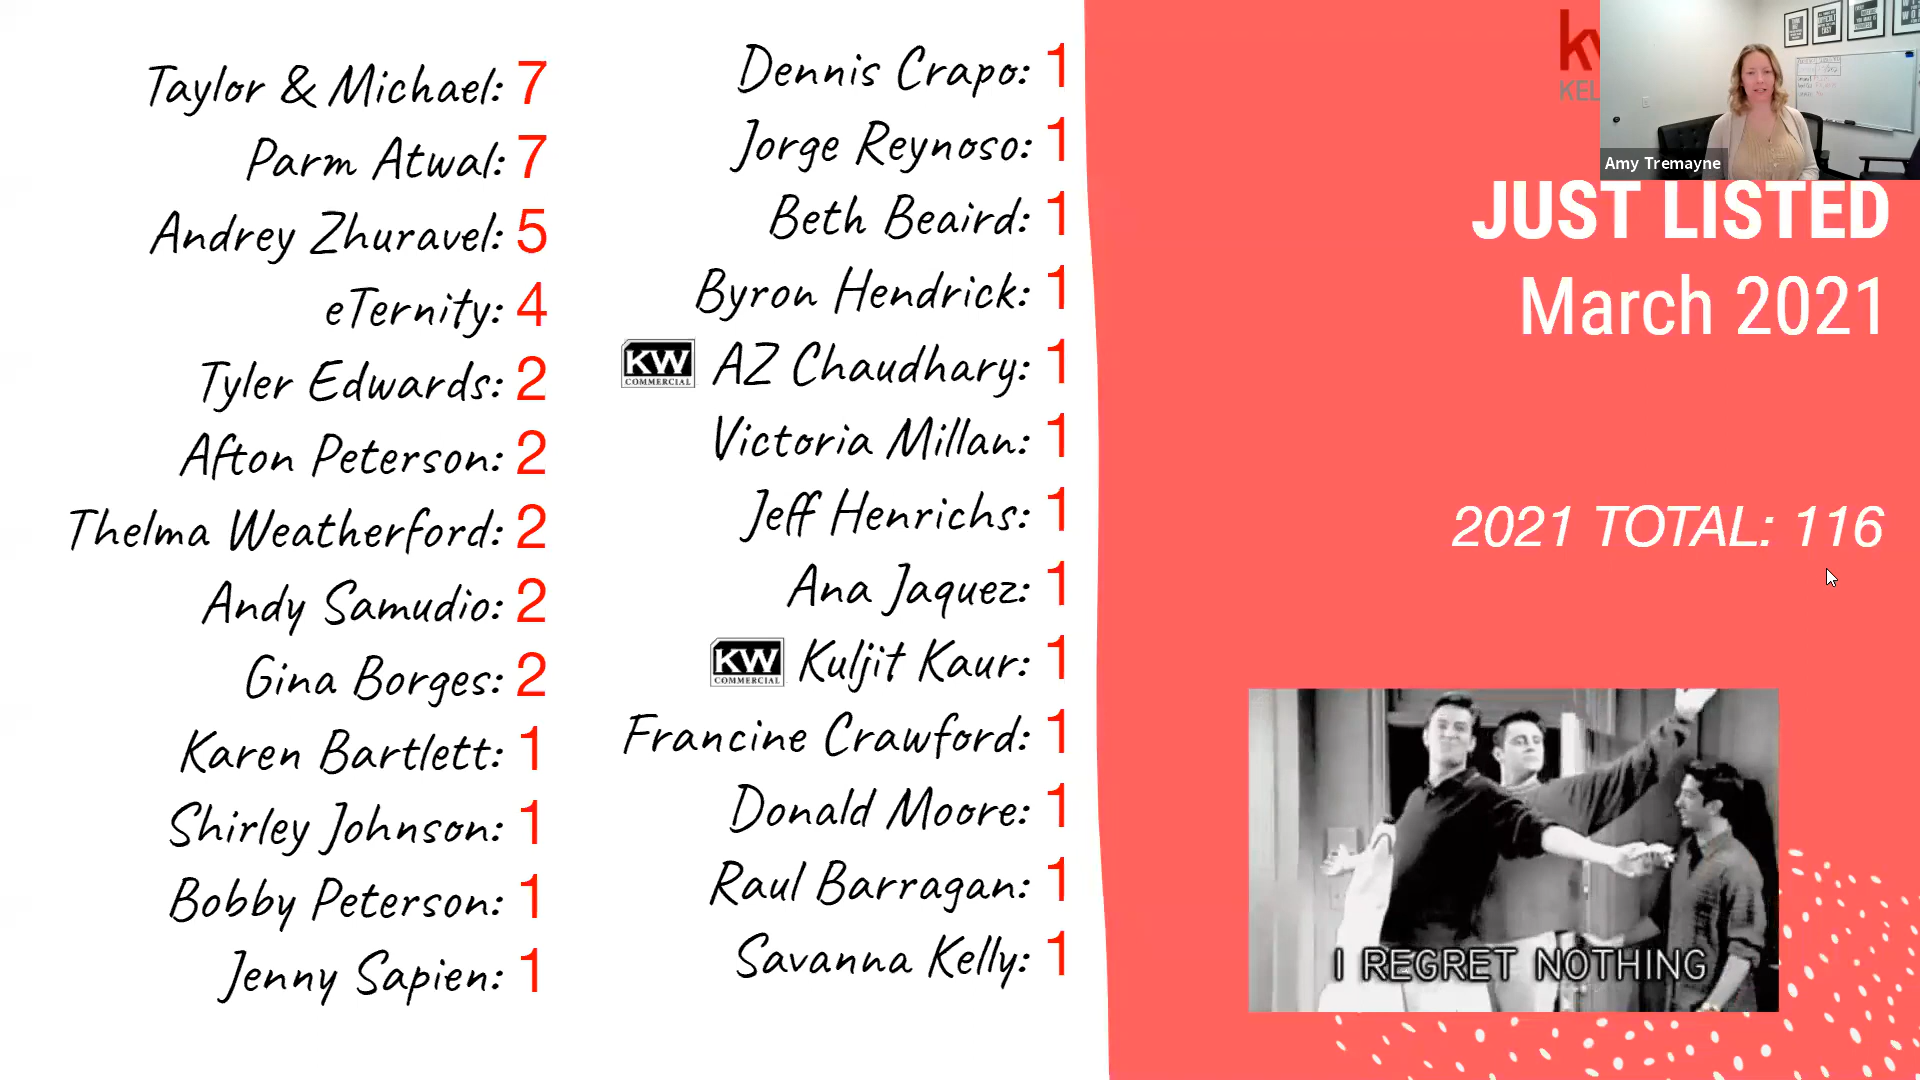 Taylor & Michael: 7
Parm Atwal: 7
Andrey Zhuravel: 5
eTernity: 4
Tyler Edwards: 2
Afton Peterson: 2
Thelma Weatherford: 2
Andy Samudio: 2
Gina Borges: 2
Karen Bartlett: 1
Shirley Johnson: 1
Bobby Peterson: 1
Jenny Sapien: 1
Dennis Crapo: 1
Jorge Reynoso: 1
Beth Beaird: 1
Byron Hendrick: 1
KW COMMERCIAL AZ Chaudhary: 1
Victoria Millan: 1
Jeff Henrichs: 1
Ana Jaquez: 1
KW COMMERCIAL Kuljit Kaur: 1
Francine Crawford: 1
Donald Moore: 1
Raul Barragan: 1
Savanna Kelly: 1
Amy Tremayne
JUST LISTED
March 2021
2021 TOTAL: 116
I REGRET NOTHING